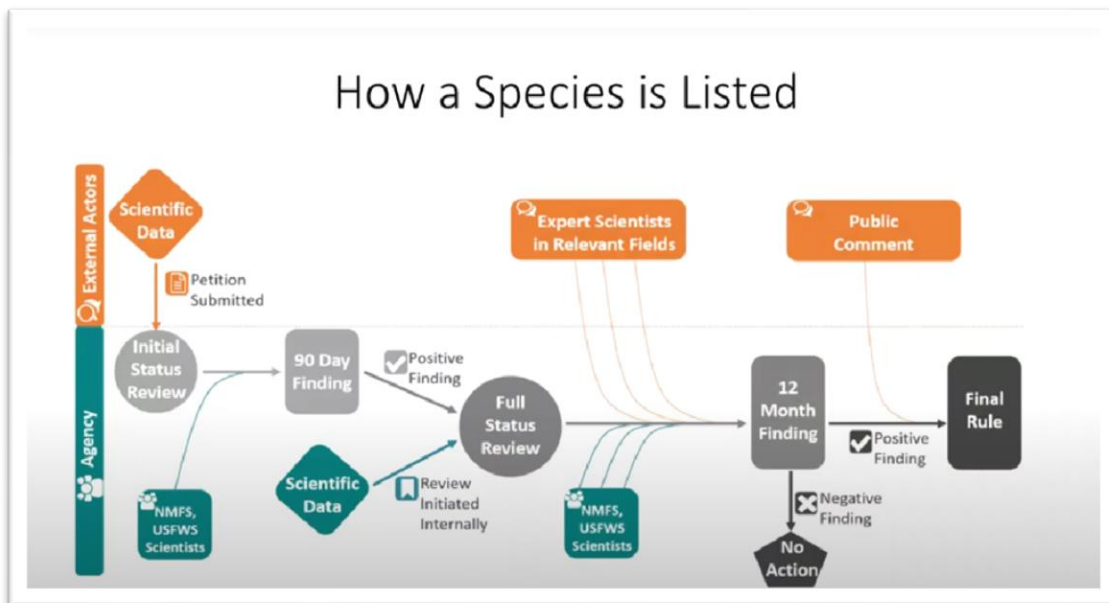 How a Species is Listed
External Actors
Scientific
Data
Petition
Submitted
Expert Scientists
in Relevant Fields
Public
Comment
Agency
Initial
Status
Review
90 Day
Finding
Positive
Finding
Full
Status
Review
12
Month
Finding
Positive
Finding
Final
Rule
NMFS,
USFWS
Scientists
Scientific
Data
Review
Initiated
Internally
NMFS,
USFWS
Scientists
Negative
Finding
No
Action